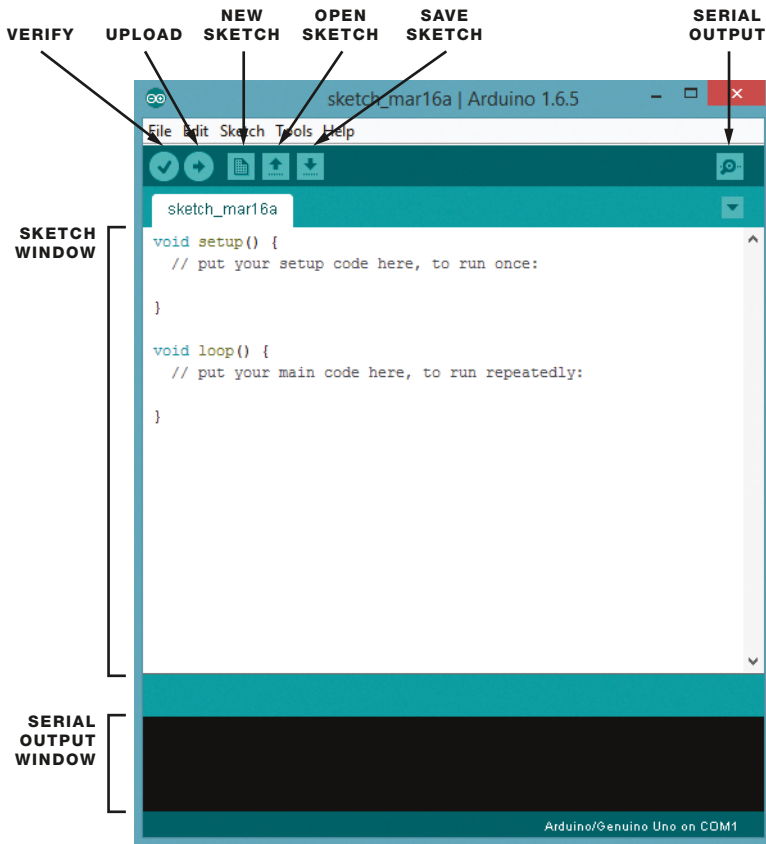 VERIFY
UPLOAD
NEW
SKETCH
OPEN
SKETCH
SAVE
SKETCH
SERIAL
OUTPUT
sketch_mar16a | Arduino 1.6.5
File Edit Sketch Tools Help
sketch_mar16a
SKETCH
WINDOW
void setup() {
// put your setup code here, to run once:
}
void loop() {
// put your main code here, to run repeatedly:
}
SERIAL
OUTPUT
WINDOW
Arduino/Genuino Uno on COM1